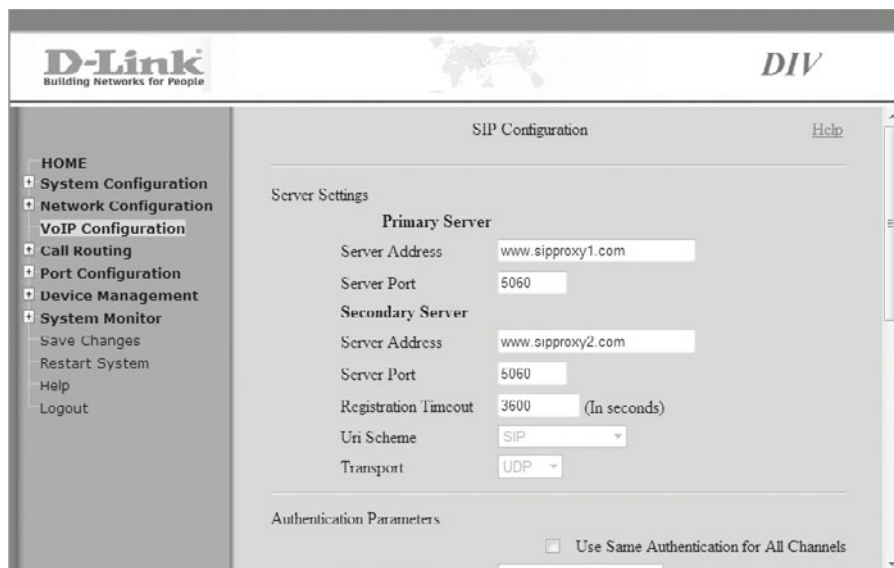 D-Link
Building Networks for People
DIV
SIP Configuration
Help
HOME
System Configuration
Network Configuration
VoIP Configuration
Call Routing
Port Configuration
Device Management
System Monitor
Save Changes
Restart System
Help
Logout
Server Settings
Primary Server
Server Address www.sipproxy1.com
Server Port 5060
Secondary Server
Server Address www.sipproxy2.com
Server Port 5060
Registration Timeout 3600 (In seconds)
Uri Scheme SIP
Transport UDP
Authentication Parameters
Use Same Authentication for All Channels